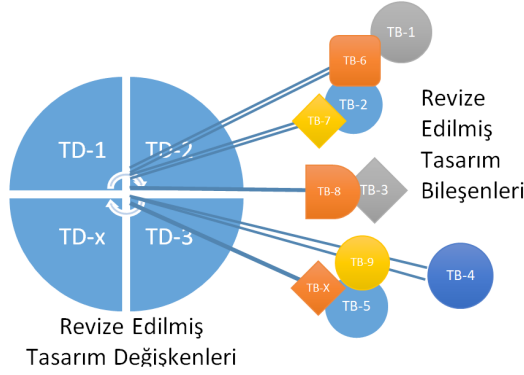 TB-1
TB-6
TB-2
TB-7
Revize
Edilmiş
Tasarım
Bileşenleri
TD-1
TD-2
TB-8
TB-3
TD-x
TD-3
TB-9
TB-4
TB-X
TB-5
Revize Edilmiş
Tasarım Değişkenleri